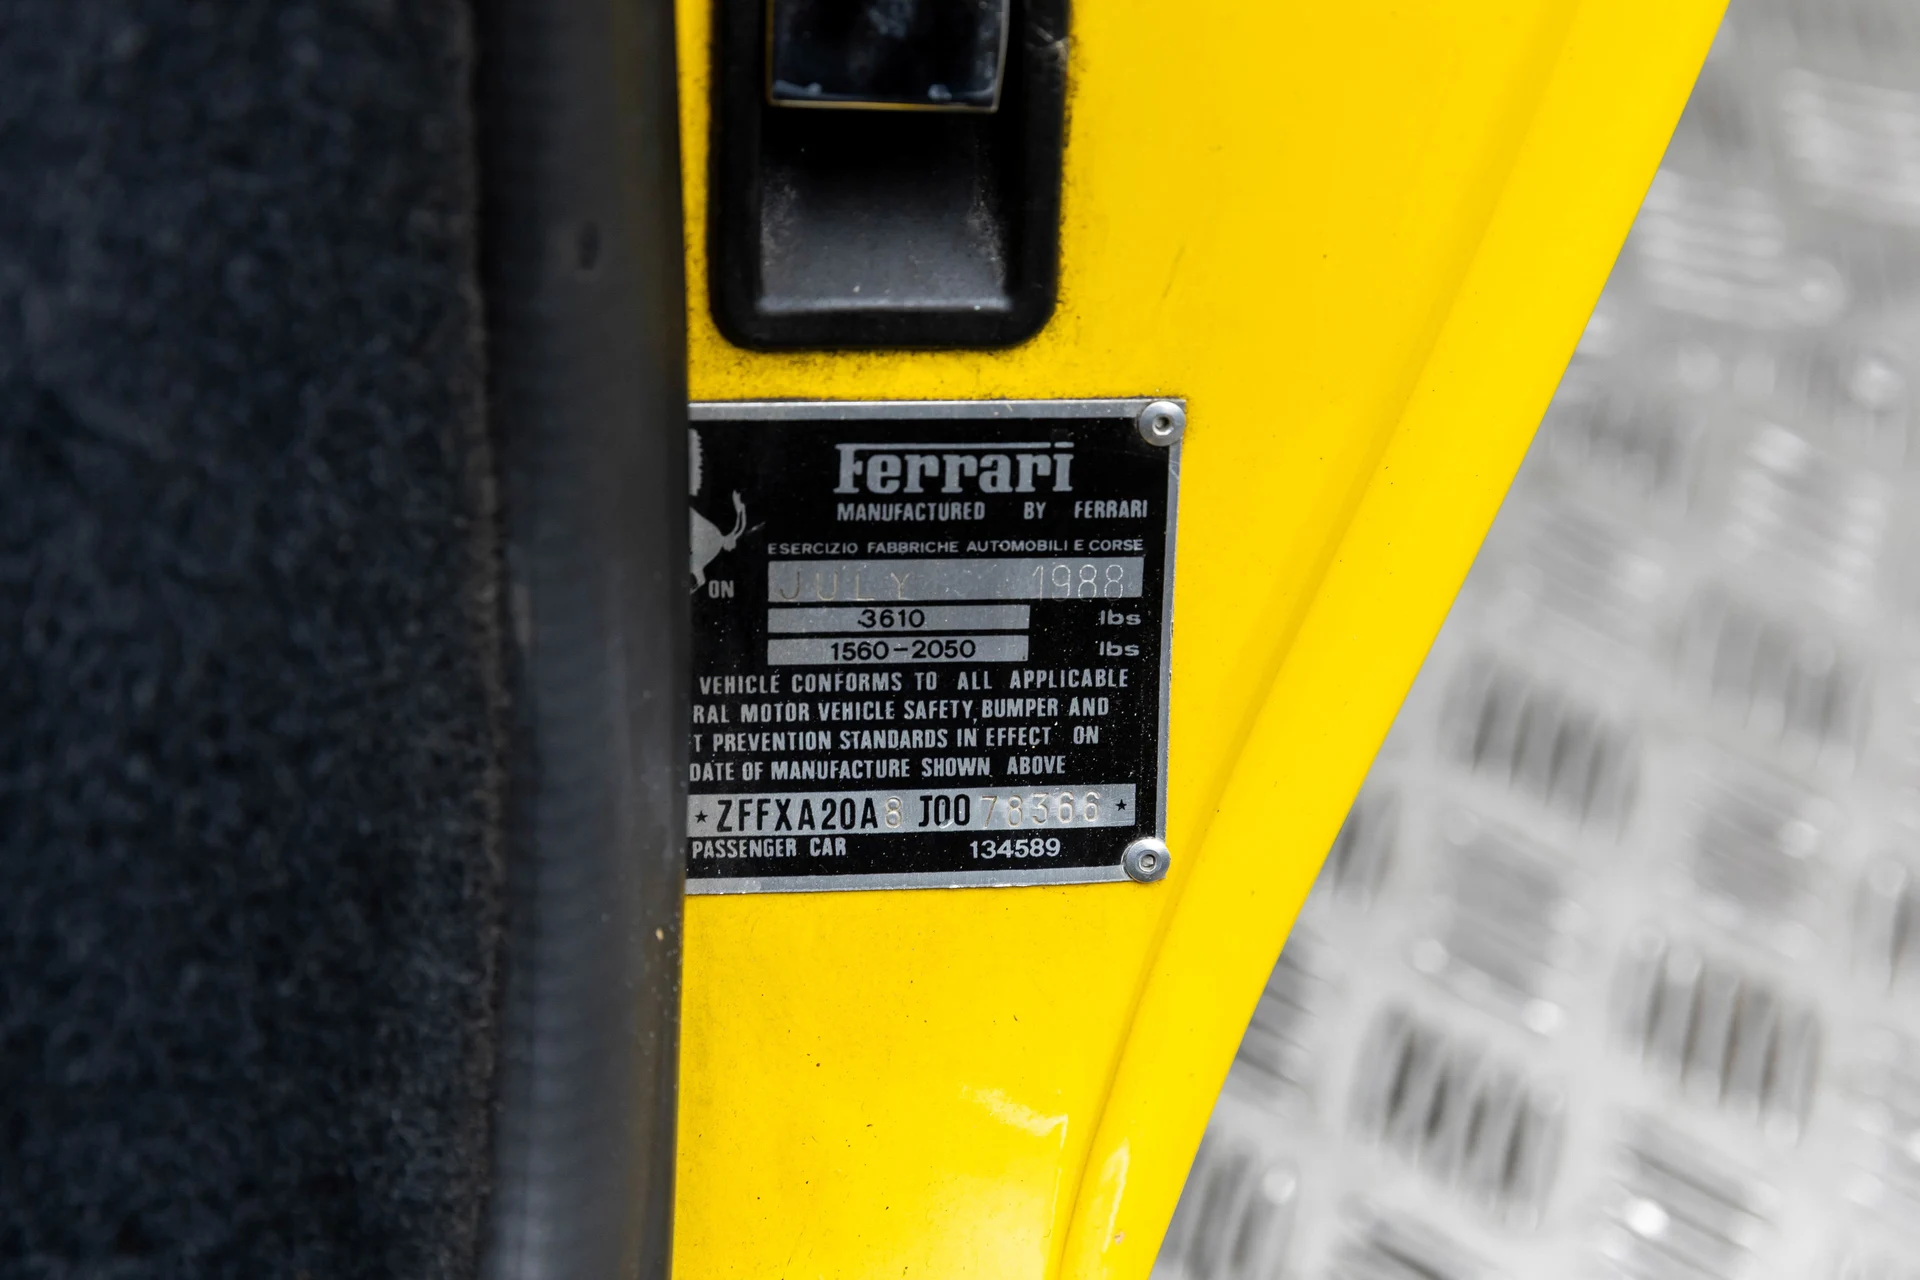 Ferrari
MANUFACTURED BY FERRARI
ESERCIZIO FABBRICHE AUTOMOBILI E CORSE
ON JULY 1988
3610 lbs
1560-2050 lbs
VEHICLE CONFORMS TO ALL APPLICABLE
RAL MOTOR VEHICLE SAFETY, BUMPER AND
T PREVENTION STANDARDS IN EFFECT ON
DATE OF MANUFACTURE SHOWN ABOVE
★ZFFXA20A8J0078366★
PASSENGER CAR 134589